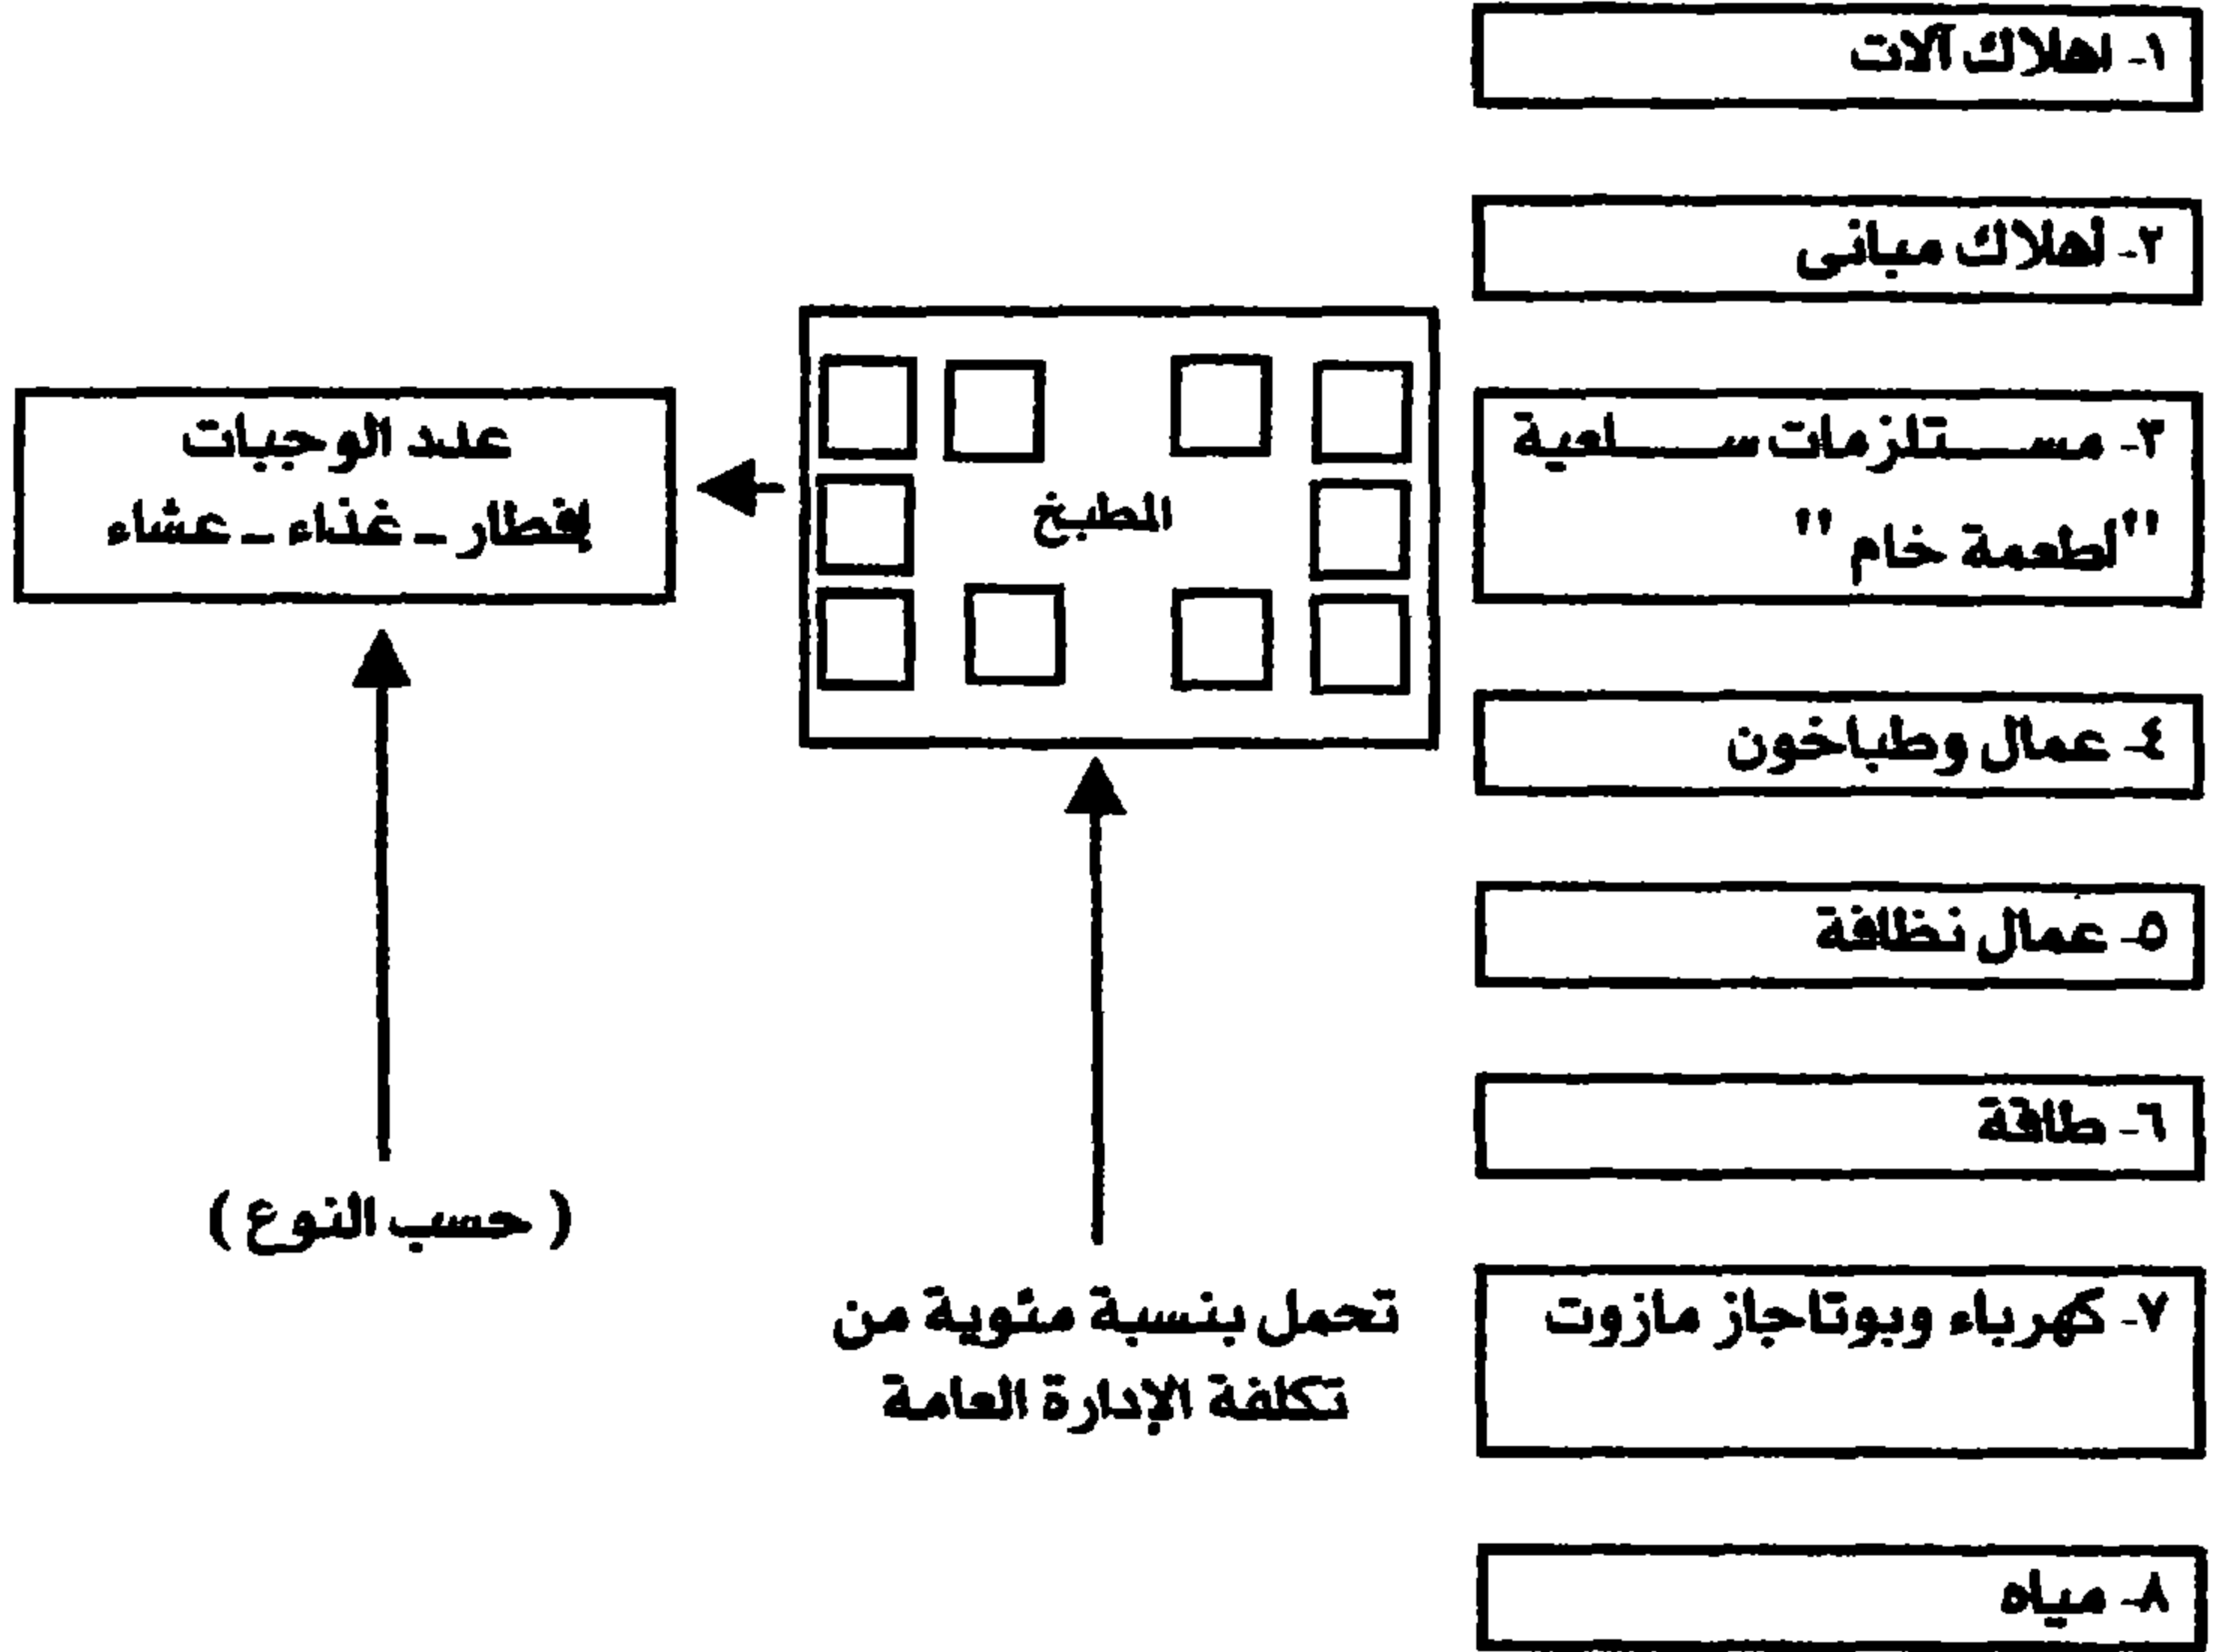 ١- اهلاك آلات
٢- أهلاك مبانى
٣- مستلزمات سلعية
"اطعمة خام"
٤- عمال وطباخون
٥- عمال نظافة
٦- طاقة
٧- كهرباء وبوتاجاز مازوت
٨- مياه
المطبخ
تحمل بنسبة مئوية من
تكلفة الإدارة العامة
عدد الوجبات
إفطار - غذاء - عشاء
(حسب النوع)